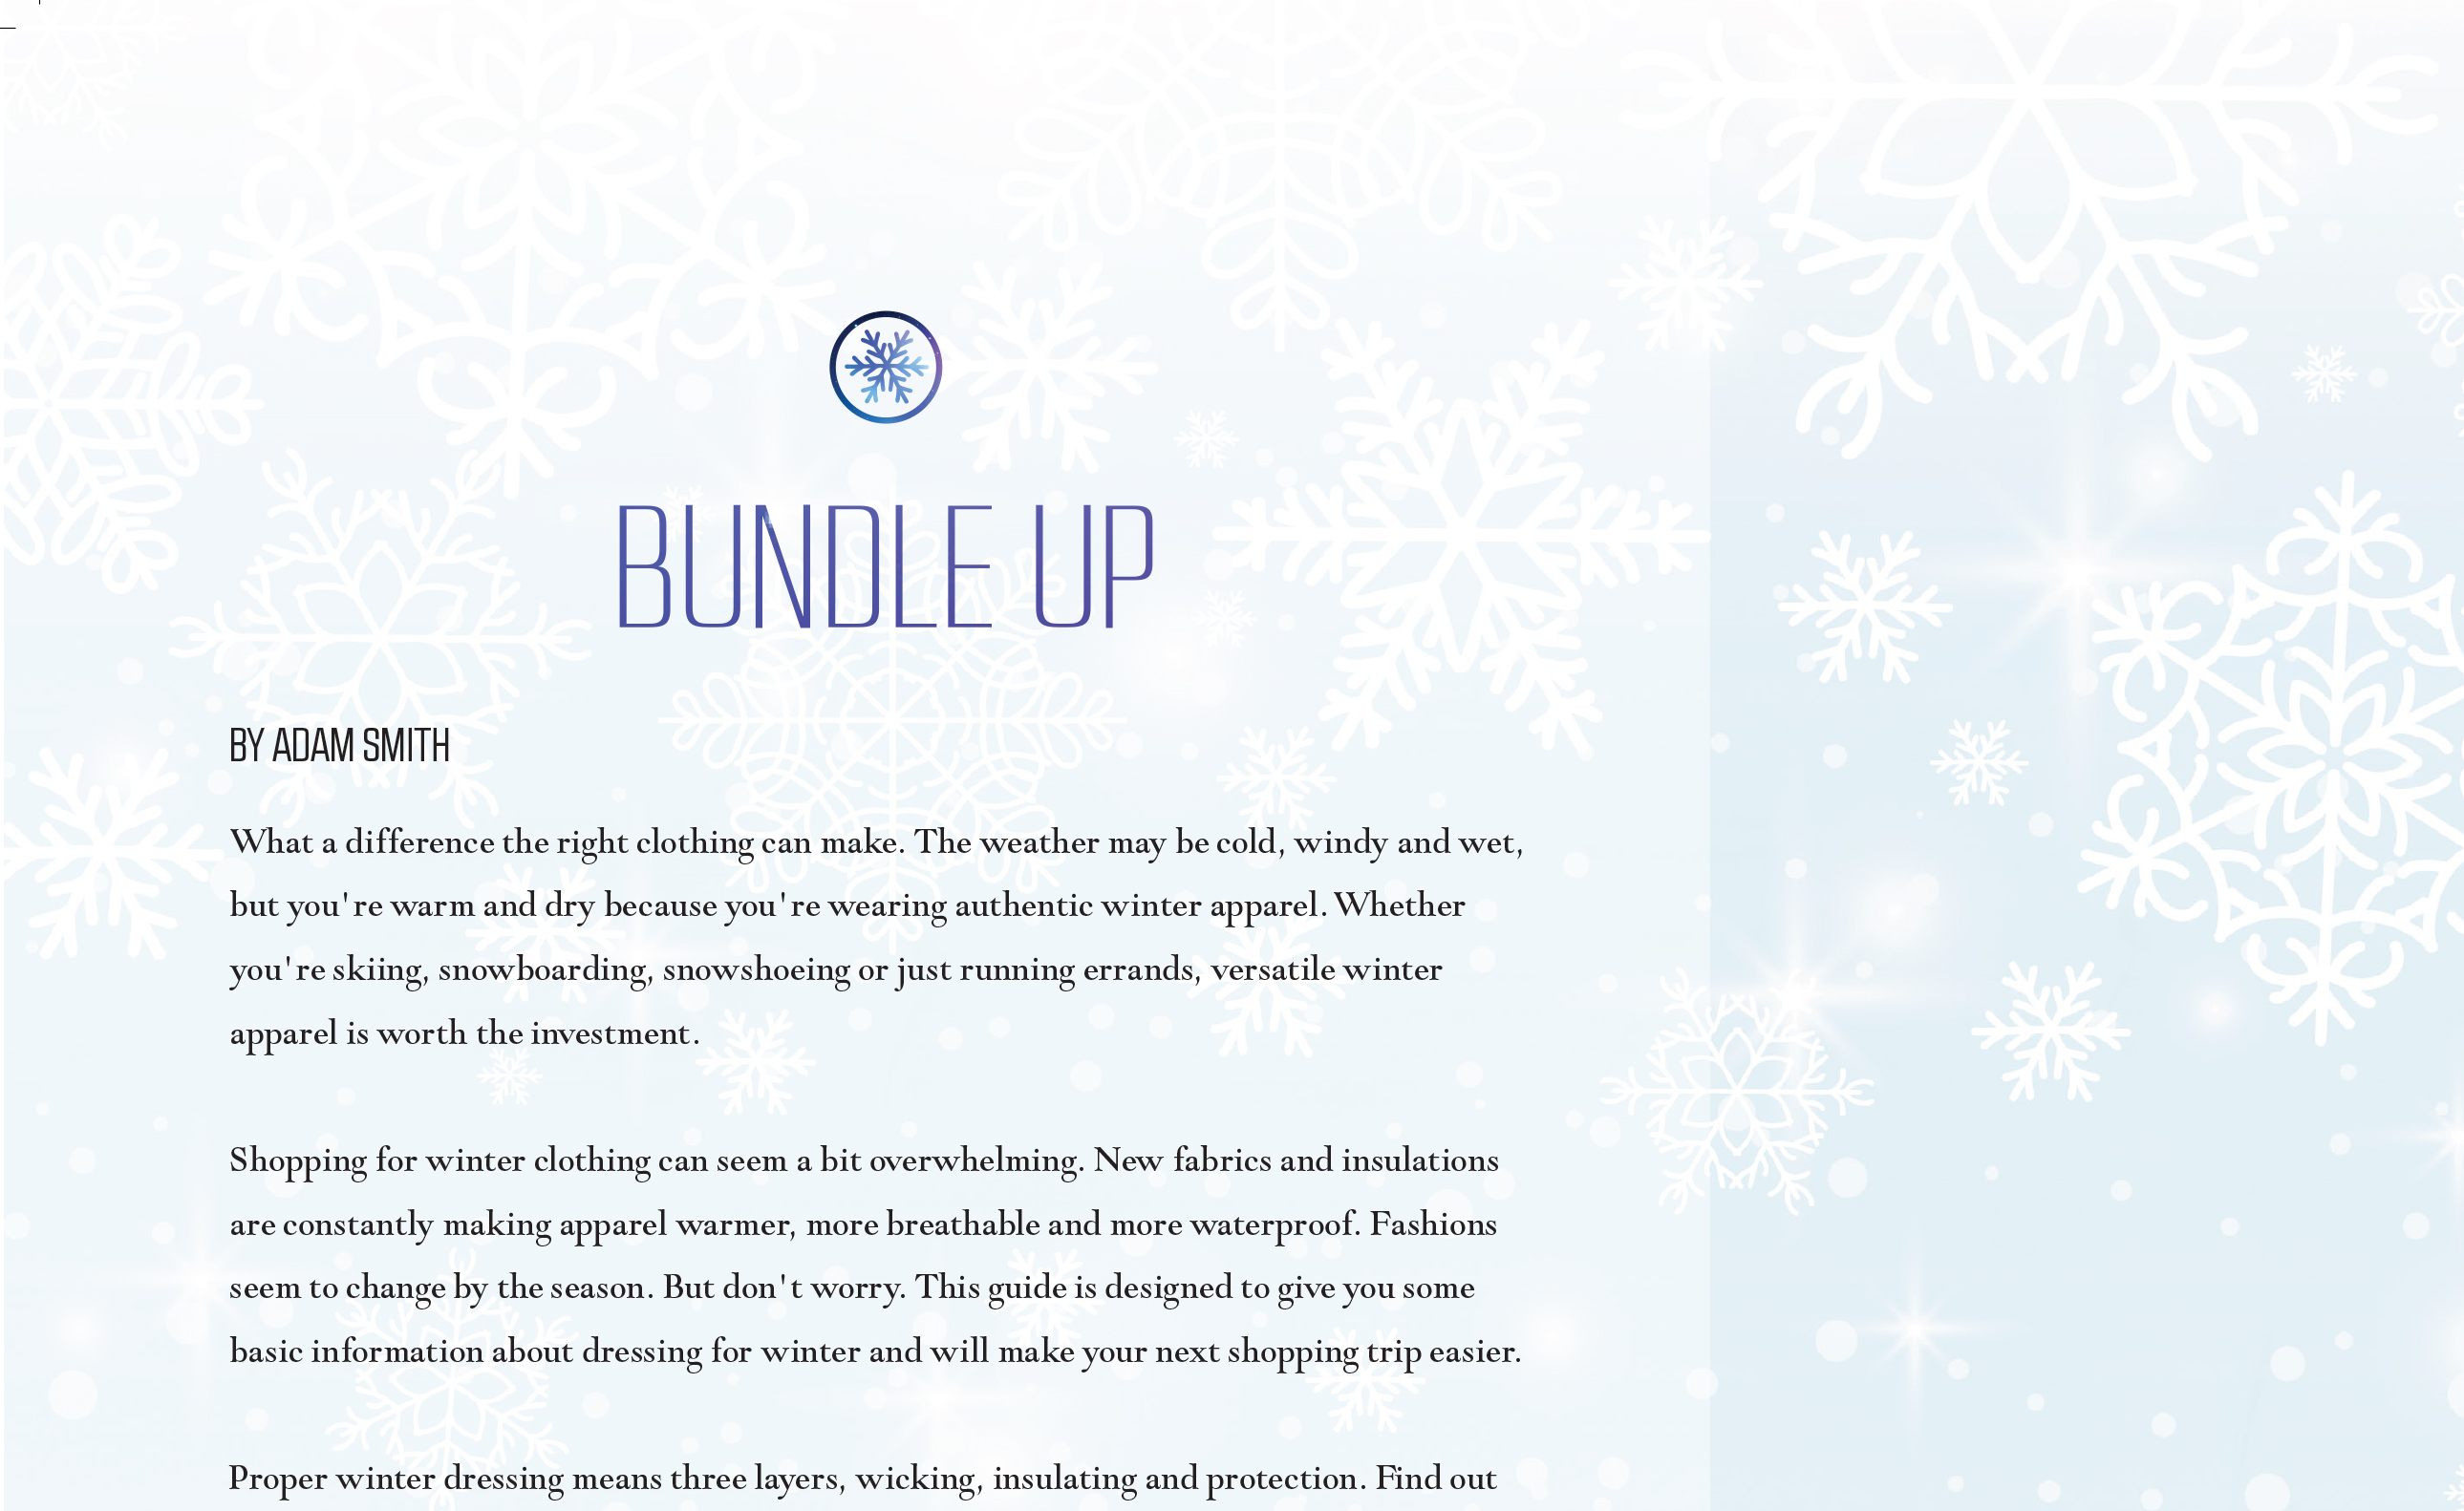 BUNDLE UP
BY ADAM SMITH
What a difference the right clothing can make. The weather may be cold, windy and wet,
but you're warm and dry because you're wearing authentic winter apparel. Whether
you're skiing, snowboarding, snowshoeing or just running errands, versatile winter
apparel is worth the investment.
Shopping for winter clothing can seem a bit overwhelming. New fabrics and insulations
are constantly making apparel warmer, more breathable and more waterproof. Fashions
seem to change by the season. But don't worry. This guide is designed to give you some
basic information about dressing for winter and will make your next shopping trip easier.
Proper winter dressing means three layers, wicking, insulating and protection. Find out